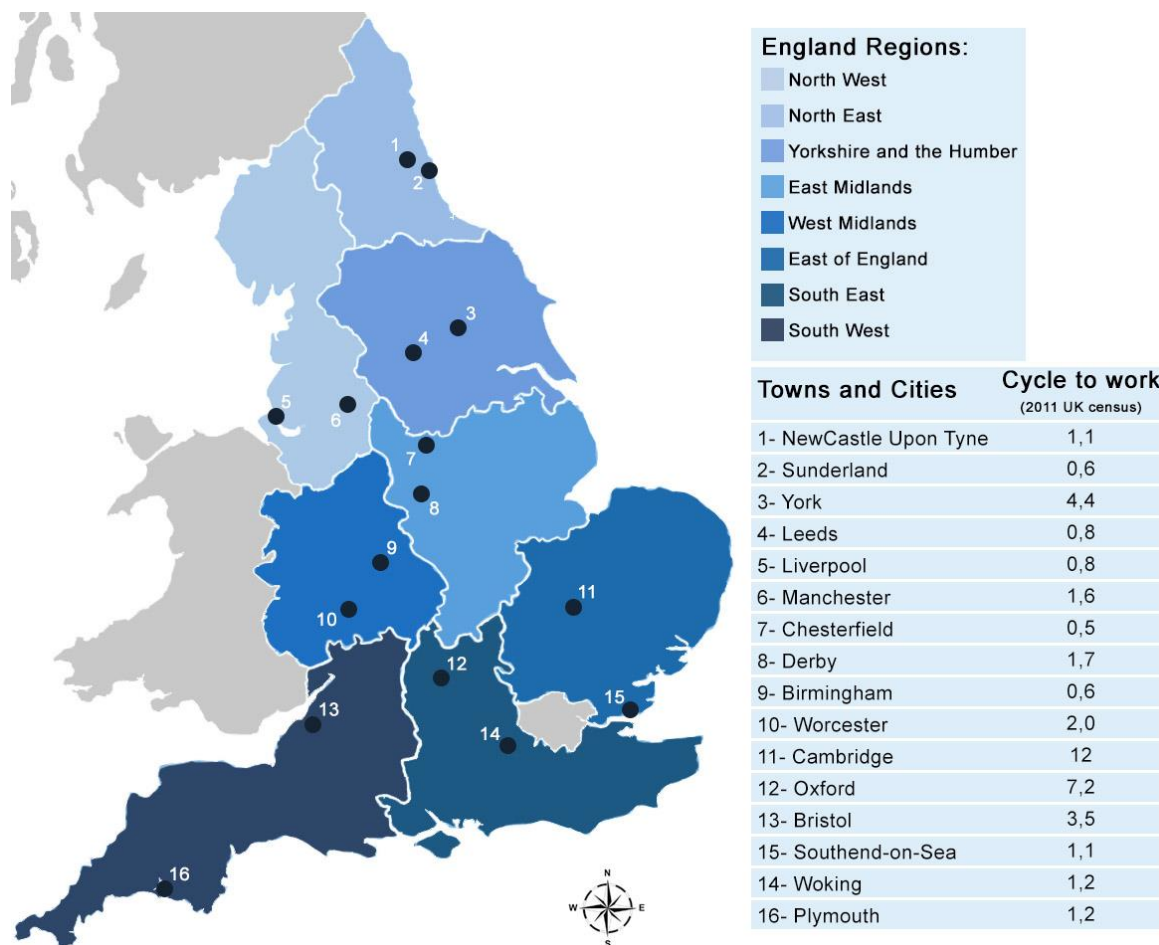 England Regions:
North West
North East
Yorkshire and the Humber
East Midlands
West Midlands
East of England
South East
South West
Towns and Cities Cycle to work
(2011 UK census)
1- NewCastle Upon Tyne 1,1
2- Sunderland 0,6
3- York 4,4
4- Leeds 0,8
5- Liverpool 0,8
6- Manchester 1,6
7- Chesterfield 0,5
8- Derby 1,7
9- Birmingham 0,6
10- Worcester 2,0
11- Cambridge 12
12- Oxford 7,2
13- Bristol 3,5
15- Southend-on-Sea 1,1
14- Woking 1,2
16- Plymouth 1,2
1
2
3
4
5
6
7
8
9
10
11
12
15
13
14
16
N
W E
S